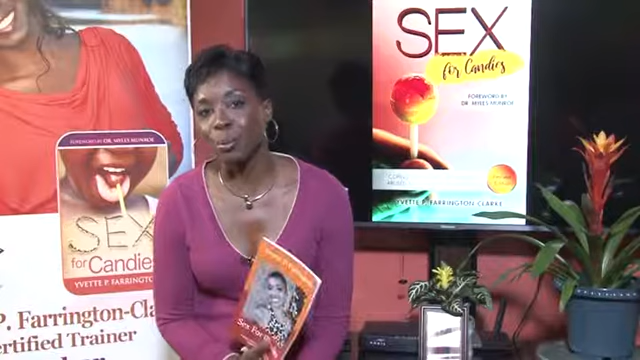 SEX
for Candies
FOREWORD BY
DR. MYLES MUNROE
YVETTE P. FARRINGTON CLARKE
FOREWORD BY DR. MYLES MUNROE
SEX
for Candies
YVETTE P. FARRINGTON
P. Farrington-Cla
ertified Trainer
Sex For